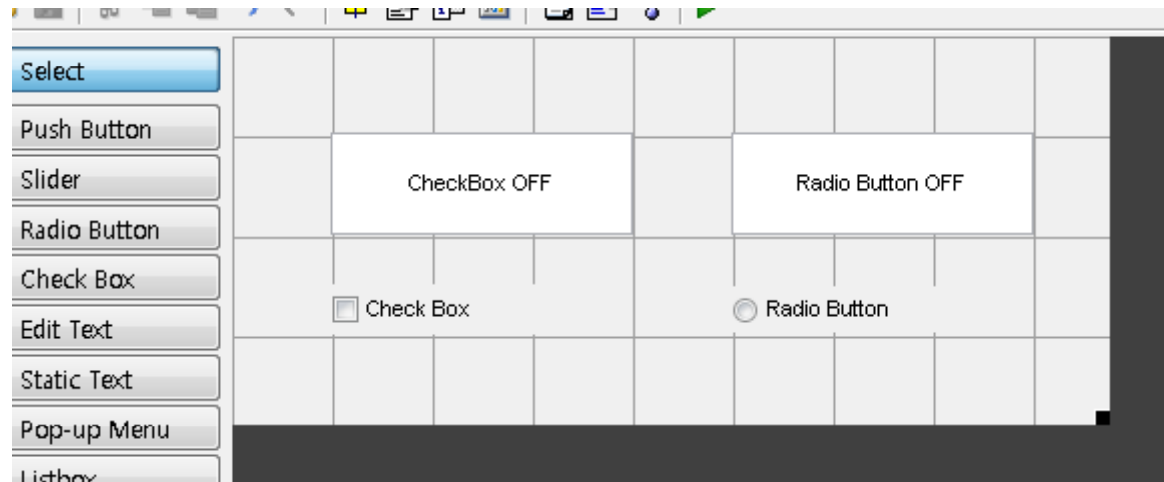 Select
Push Button
Slider
Radio Button
Check Box
Edit Text
Static Text
Pop-up Menu
Listbox
CheckBox OFF
Radio Button OFF
Check Box
Radio Button